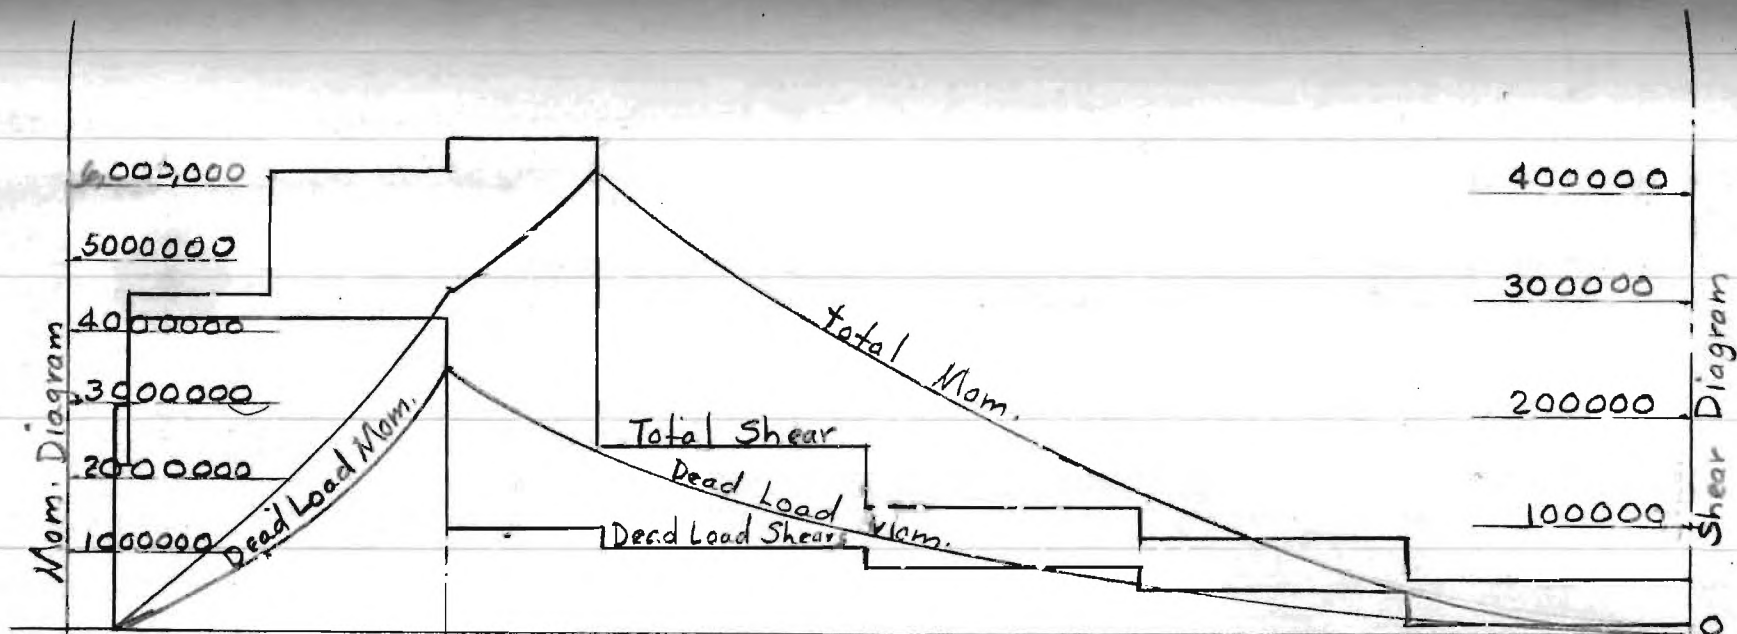 6,000,000
5000000
4000000
3000000
2000000
1000000
Mom. Diagram
Dead Load Mom.
Total Mom.
Total Shear
Dead Load Mom.
Dead Load Shear
400000
300000
200000
100000
0
Shear Diagram